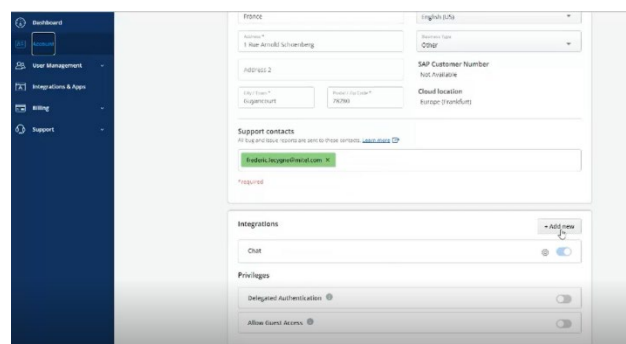 Dashboard
Account
User Management
Integrations & Apps
Billing
Support
France
English (US)
Address *
1 Rue Arnold Schoenberg
Business Type
Other
Address 2
SAP Customer Number
Not Available
City / Town *
Guyancourt
Postal / Zip Code *
78280
Cloud location
Europe (Frankfurt)
Support contacts
All bug and issue reports are sent to these contacts. Learn more
frederic.lecygne@mitel.com ×
*required
Integrations
+ Add new
Chat
Privileges
Delegated Authentication
Allow Guest Access